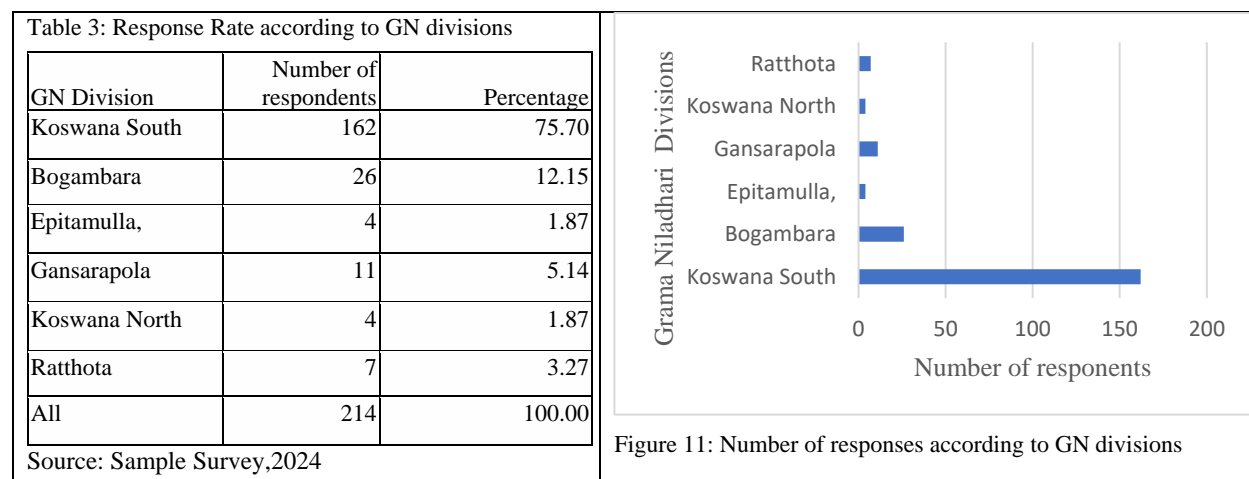 Table 3: Response Rate according to GN divisions
GN Division Number of respondents Percentage
Koswana South 162 75.70
Bogambara 26 12.15
Epitamulla, 4 1.87
Gansarapola 11 5.14
Koswana North 4 1.87
Ratthota 7 3.27
All 214 100.00
Source: Sample Survey,2024
Grama Niladhari Divisions
Ratthota
Koswana North
Gansarapola
Epitamulla,
Bogambara
Koswana South
0 50 100 150 200
Number of responents
Figure 11: Number of responses according to GN divisions